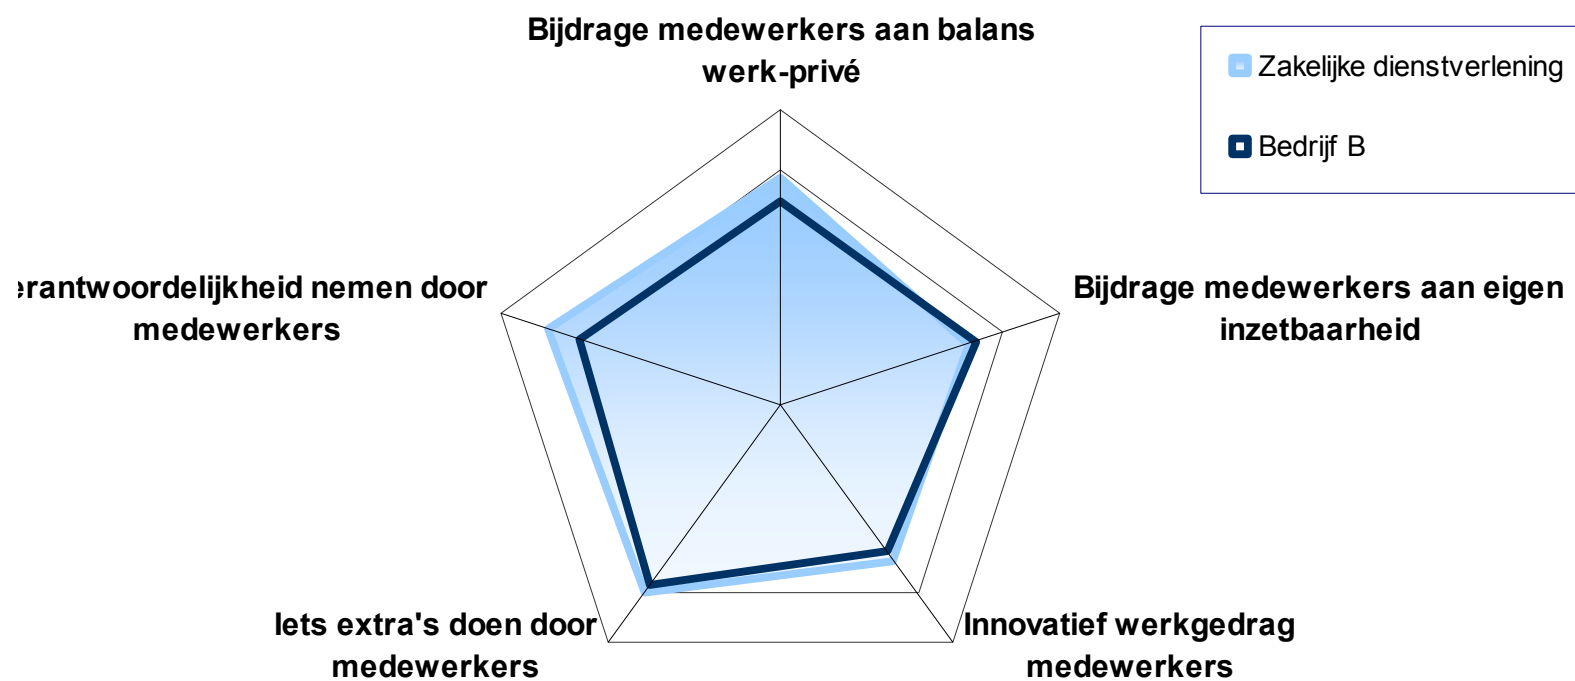 Bijdrage medewerkers aan balans
werk-privé
Zakelijke dienstverlening
Bedrijf B
erantwoordelijkheid nemen door
medewerkers
Bijdrage medewerkers aan eigen
inzetbaarheid
Iets extra's doen door
medewerkers
Innovatief werkgedrag
medewerkers